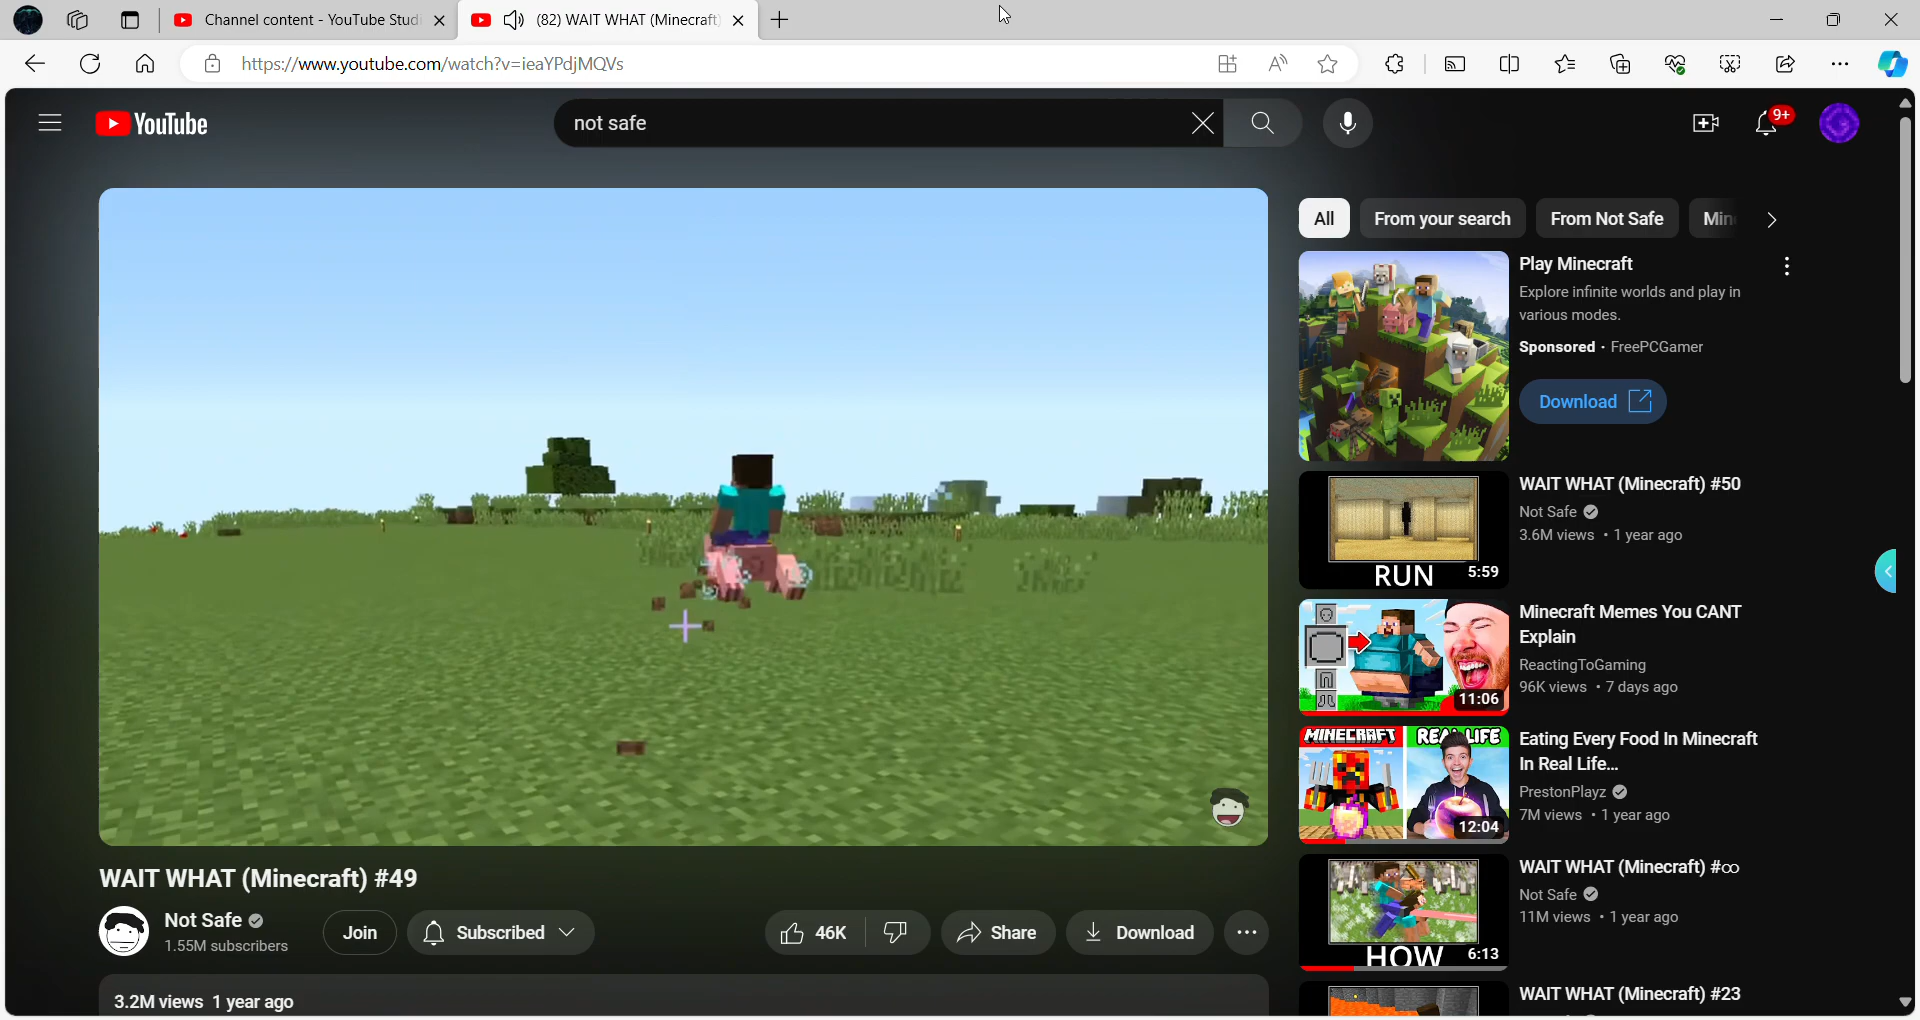 Channel content - YouTube Studi
(82) WAIT WHAT (Minecraft
https://www.youtube.com/watch?v=ieaYPdjMQVs
YouTube
not safe
9+
All
From your search
From Not Safe
Min
Play Minecraft
Explore infinite worlds and play in
various modes.
Sponsored · FreePCGamer
Download
RUN
5:59
WAIT WHAT (Minecraft) #50
Not Safe
3.6M views · 1 year ago
11:06
Minecraft Memes You CANT
Explain
ReactingToGaming
96K views · 7 days ago
MINECRAFT
REAL LIFE
12:04
Eating Every Food In Minecraft
In Real Life...
PrestonPlayz
7M views · 1 year ago
HOW
6:13
WAIT WHAT (Minecraft) #∞
Not Safe
11M views · 1 year ago
WAIT WHAT (Minecraft) #23
WAIT WHAT (Minecraft) #49
Not Safe
1.55M subscribers
Join
Subscribed
46K
Share
Download
3.2M views 1 year ago